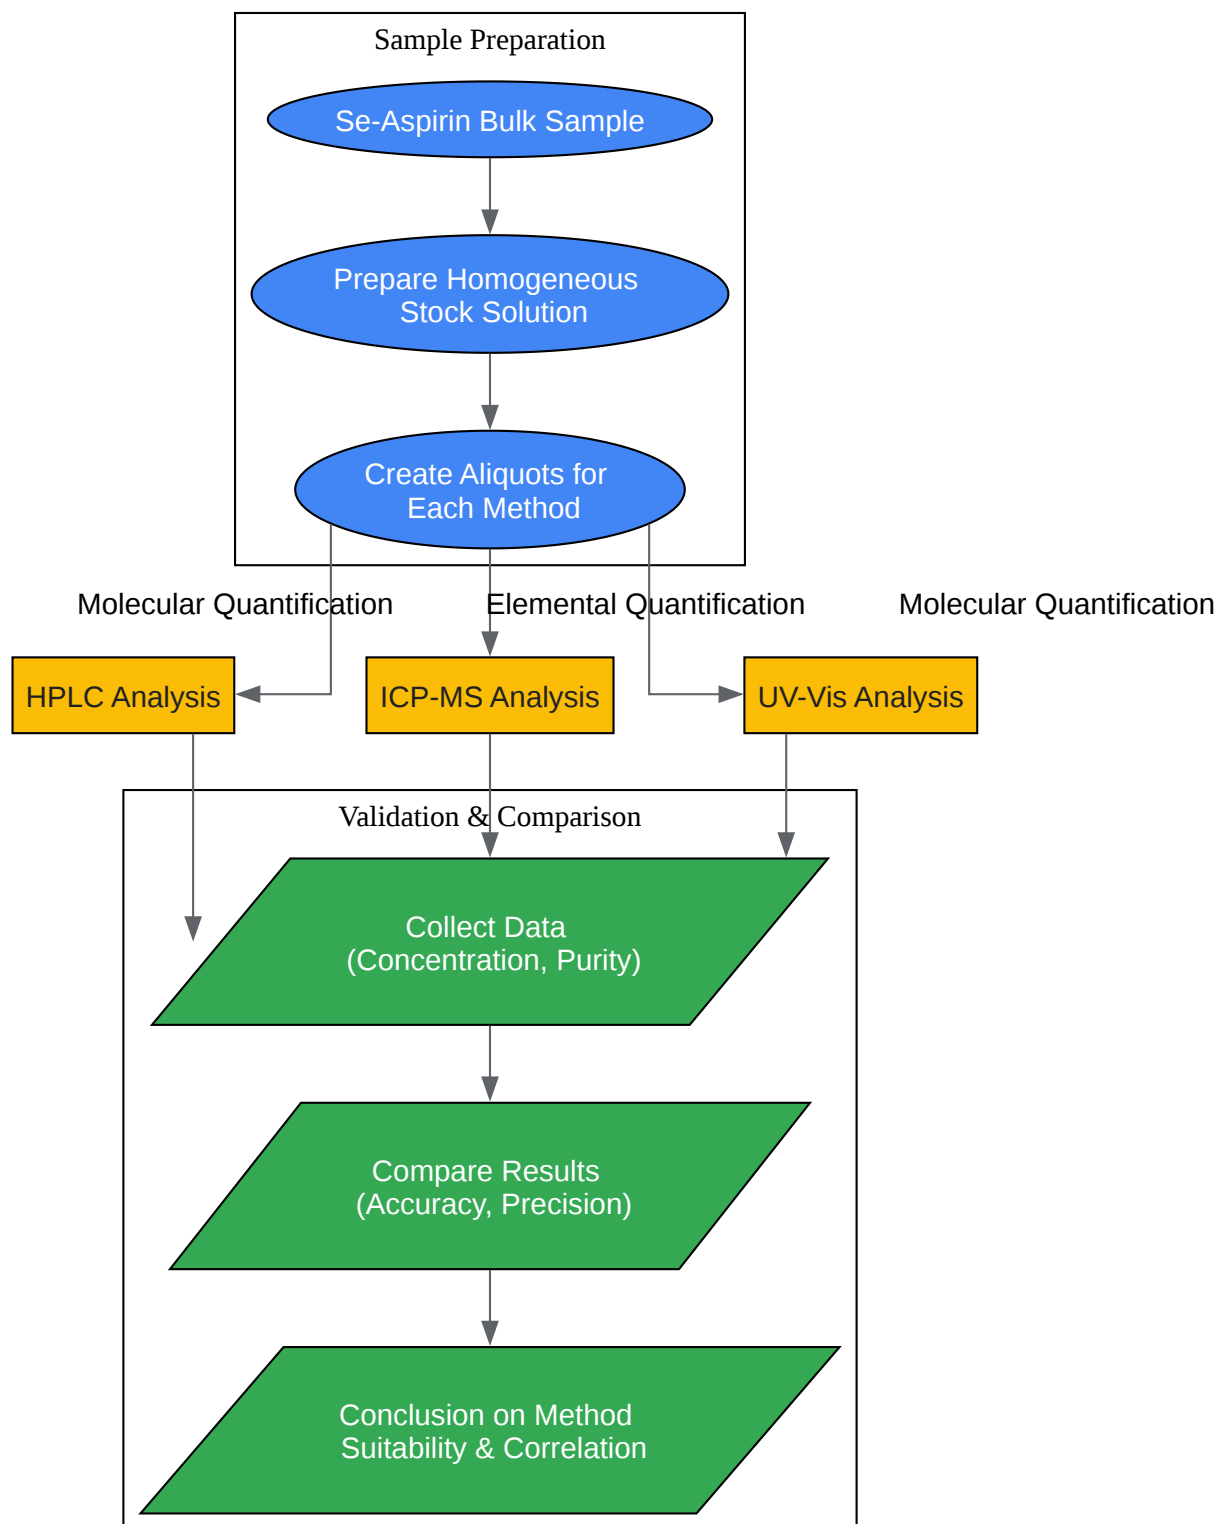 Sample Preparation
Se-Aspirin Bulk Sample
Prepare Homogeneous
Stock Solution
Create Aliquots for
Each Method
Molecular Quantification
Elemental Quantification
Molecular Quantification
HPLC Analysis
ICP-MS Analysis
UV-Vis Analysis
Validation & Comparison
Collect Data
(Concentration, Purity)
Compare Results
(Accuracy, Precision)
Conclusion on Method
Suitability & Correlation